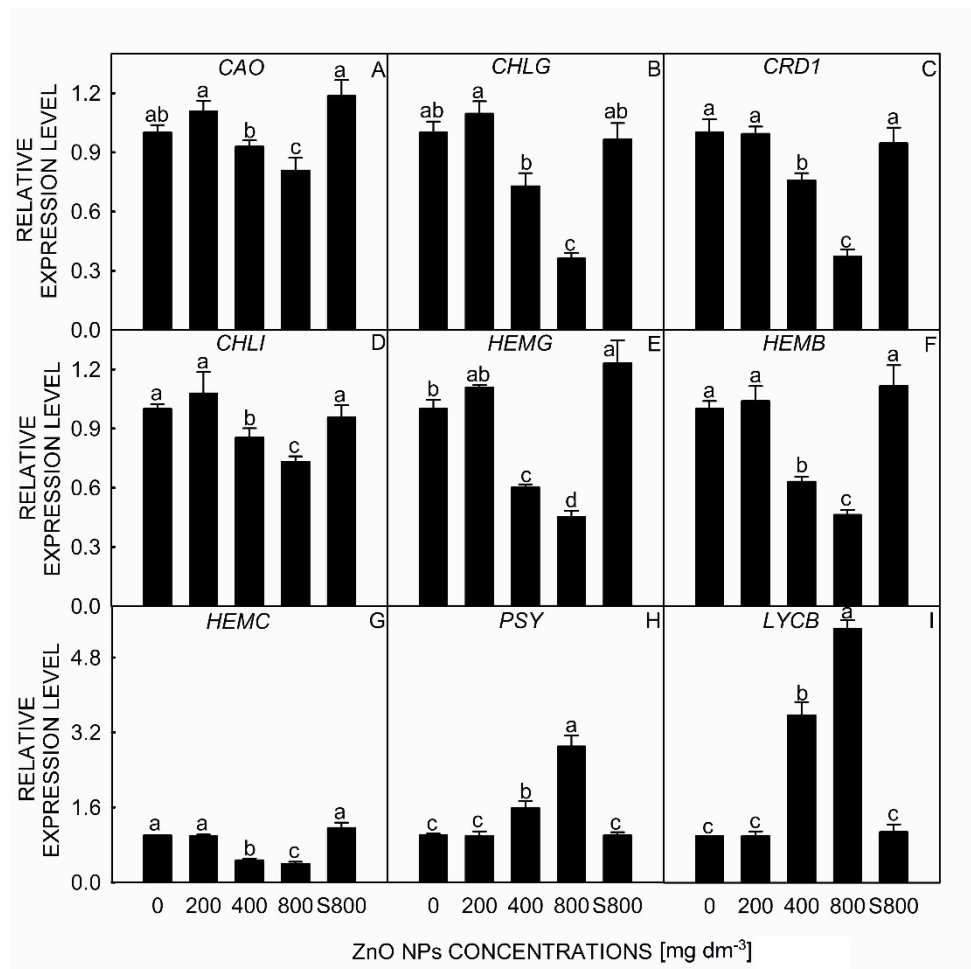 CAO A CHLG B CRD1 C
RELATIVE
EXPRESSION LEVEL
1.2
0.9
0.6
0.3
0.0
ab a b c a
ab a b c ab
a a b c a
CHLI D HEMG E HEMB F
RELATIVE
EXPRESSION LEVEL
1.2
0.9
0.6
0.3
0.0
a a b c a
b ab c d a
a a b c a
HEMC G PSY H LYCB I
RELATIVE
EXPRESSION LEVEL
4.8
3.2
1.6
0.0
a a b c a
c c b a c
c c b a c
0 200 400 800 S800 0 200 400 800 S800 0 200 400 800 S800
ZnO NPs CONCENTRATIONS [mg dm⁻³]